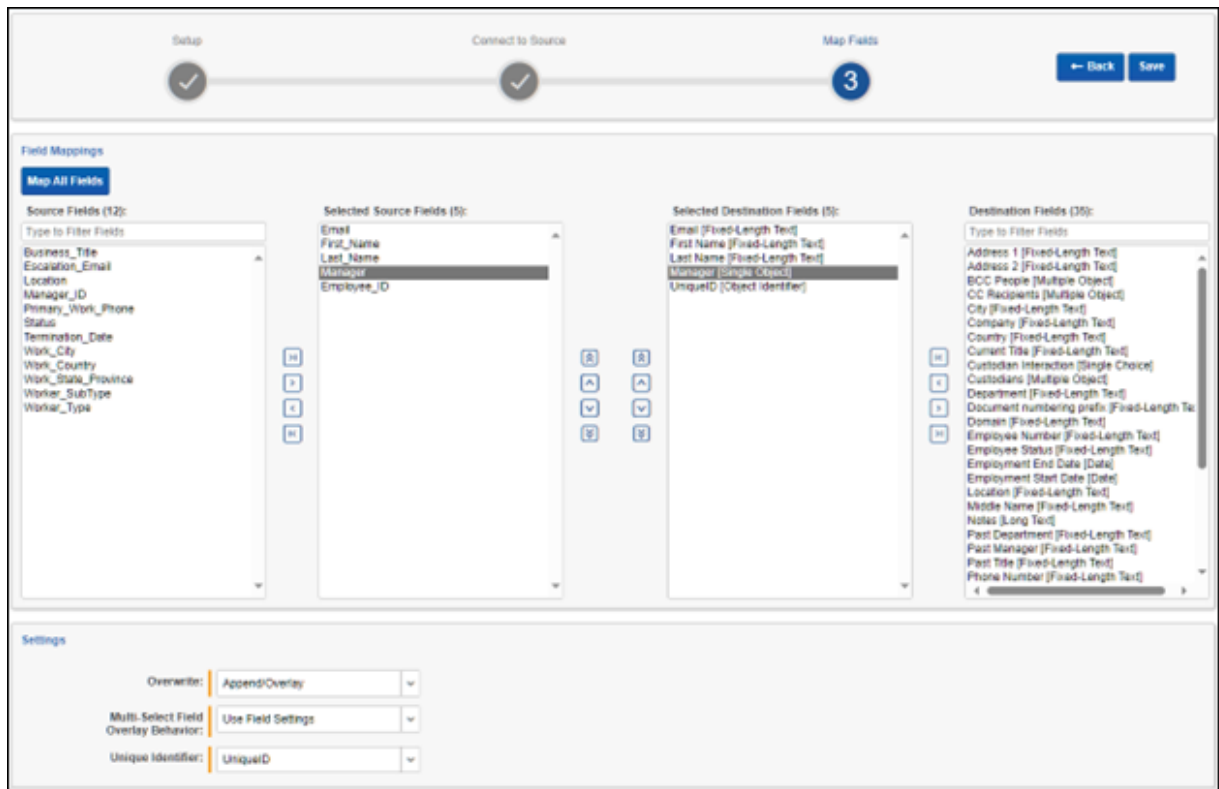 Setup
Connect to Source
Map Fields
3
← Back
Save
Field Mappings
Map All Fields
Source Fields (12):
Type to Filter Fields
Business_Title
Escalation_Email
Location
Manager_ID
Primary_Work_Phone
Status
Termination_Date
Work_City
Work_Country
Work_State_Province
Worker_SubType
Worker_Type
Selected Source Fields (5):
Email
First_Name
Last_Name
Manager
Employee_ID
Selected Destination Fields (5):
Email [Fixed-Length Text]
First Name [Fixed-Length Text]
Last Name [Fixed-Length Text]
Manager [Single Object]
UniqueID [Object Identifier]
Destination Fields (35):
Type to Filter Fields
Address 1 [Fixed-Length Text]
Address 2 [Fixed-Length Text]
BCC People [Multiple Object]
CC Recipients [Multiple Object]
City [Fixed-Length Text]
Company [Fixed-Length Text]
Country [Fixed-Length Text]
Current Title [Fixed-Length Text]
Custodian Interaction [Single Choice]
Custodians [Multiple Object]
Department [Fixed-Length Text]
Document numbering prefix [Fixed-Length Te
Domain [Fixed-Length Text]
Employee Number [Fixed-Length Text]
Employee Status [Fixed-Length Text]
Employment End Date [Date]
Employment Start Date [Date]
Location [Fixed-Length Text]
Middle Name [Fixed-Length Text]
Notes [Long Text]
Past Department [Fixed-Length Text]
Past Manager [Fixed-Length Text]
Past Title [Fixed-Length Text]
Phone Number [Fixed-Length Text]
Settings
Overwrite:
Append/Overlay
Multi-Select Field
Overlay Behavior:
Use Field Settings
Unique Identifier:
UniqueID